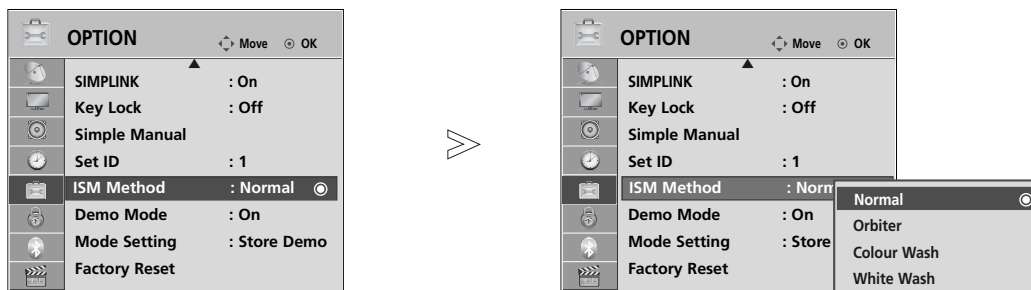 OPTION Move OK
SIMPLINK : On
Key Lock : Off
Simple Manual
Set ID : 1
ISM Method : Normal
Demo Mode : On
Mode Setting : Store Demo
Factory Reset
OPTION Move OK
SIMPLINK : On
Key Lock : Off
Simple Manual
Set ID : 1
ISM Method : Norm
Demo Mode : On
Mode Setting : Store
Factory Reset
Normal
Orbiter
Colour Wash
White Wash